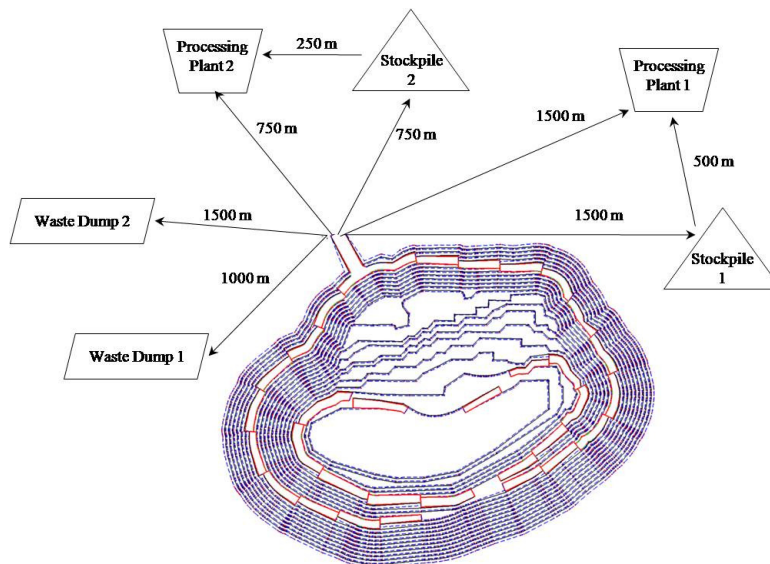 Processing
Plant 2
250 m
Stockpile
2
Processing
Plant 1
750 m
750 m
1500 m
500 m
Waste Dump 2
1500 m
1500 m
Stockpile
1
1000 m
Waste Dump 1